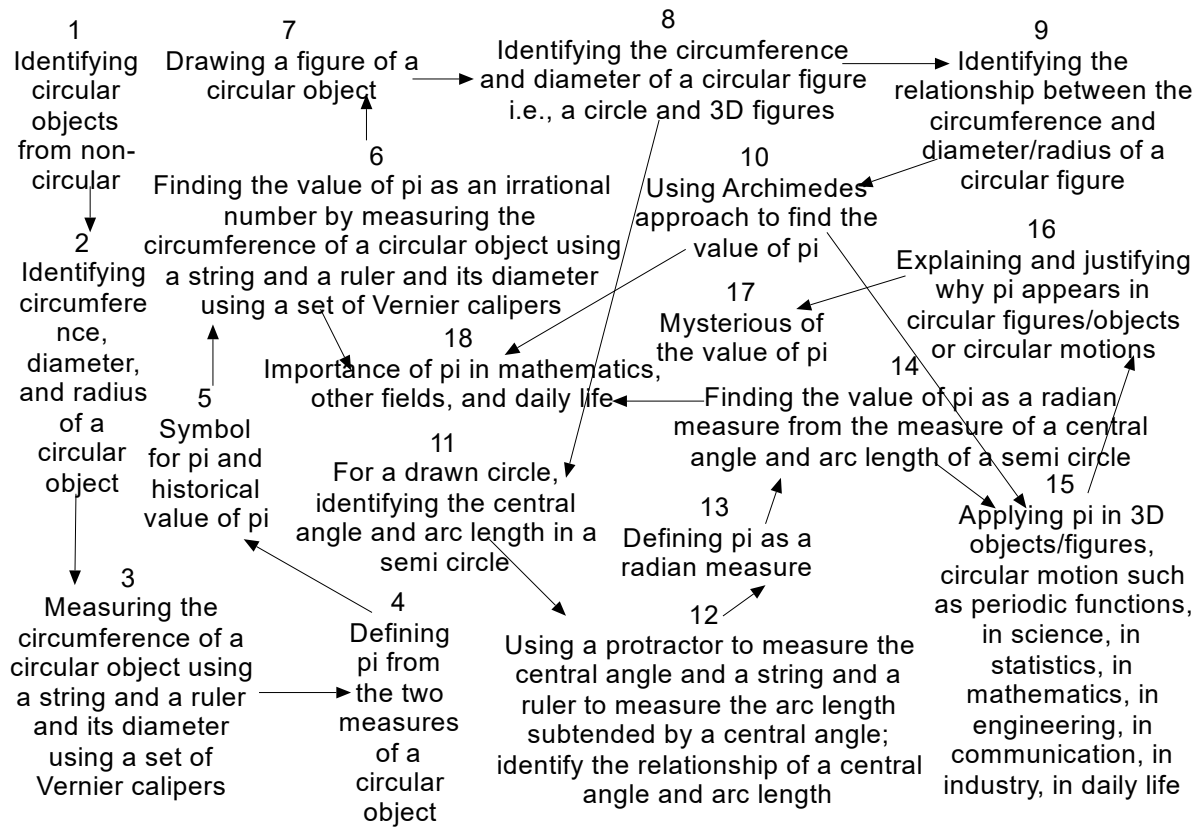 1
Identifying
circular
objects
from non-
circular
2
Identifying
circumfere
nce,
diameter,
and radius
of a
circular
object
3
Measuring the
circumference of a
circular object using
a string and a ruler
and its diameter
using a set of
Vernier calipers
4
Defining
pi from
the two
measures
of a
circular
object
5
Symbol
for pi and
historical
value of pi
6
Finding the value of pi as an irrational
number by measuring the
circumference of a circular object using
a string and a ruler and its diameter
using a set of Vernier calipers
7
Drawing a figure of a
circular object
8
Identifying the circumference
and diameter of a circular figure
i.e., a circle and 3D figures
9
Identifying the
relationship between the
circumference and
diameter/radius of a
circular figure
10
Using Archimedes
approach to find the
value of pi
11
For a drawn circle,
identifying the central
angle and arc length in a
semi circle
12
Using a protractor to measure the
central angle and a string and a
ruler to measure the arc length
subtended by a central angle;
identify the relationship of a central
angle and arc length
13
Defining pi as a
radian measure
14
Finding the value of pi as a radian
measure from the measure of a central
angle and arc length of a semi circle
15
Applying pi in 3D
objects/figures,
circular motion such
as periodic functions,
in science, in
statistics, in
mathematics, in
engineering, in
communication, in
industry, in daily life
16
Explaining and justifying
why pi appears in
circular figures/objects
or circular motions
17
Mysterious of
the value of pi
18
Importance of pi in mathematics,
other fields, and daily life